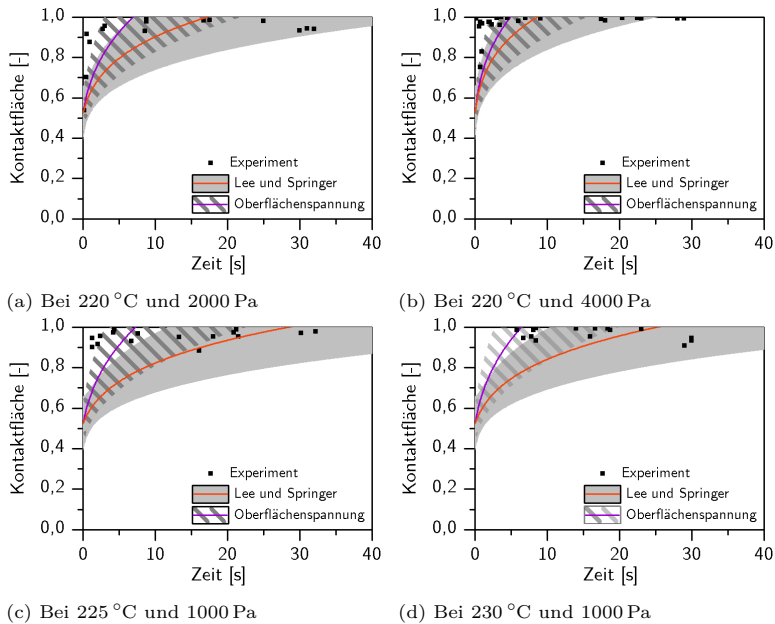 Kontaktfläche [-]
1,0
0,8
0,6
0,4
0,2
0,0
Experiment
Lee und Springer
Oberflächenspannung
0 10 20 30 40
Zeit [s]
(a) Bei 220 °C und 2000 Pa
Kontaktfläche [-]
1,0
0,8
0,6
0,4
0,2
0,0
Experiment
Lee und Springer
Oberflächenspannung
0 10 20 30 40
Zeit [s]
(b) Bei 220 °C und 4000 Pa
Kontaktfläche [-]
1,0
0,8
0,6
0,4
0,2
0,0
Experiment
Lee und Springer
Oberflächenspannung
0 10 20 30 40
Zeit [s]
(c) Bei 225 °C und 1000 Pa
Kontaktfläche [-]
1,0
0,8
0,6
0,4
0,2
0,0
Experiment
Lee und Springer
Oberflächenspannung
0 10 20 30 40
Zeit [s]
(d) Bei 230 °C und 1000 Pa